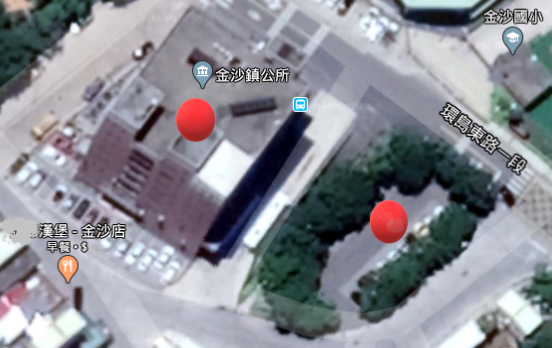 金沙國小
金沙鎮公所
環島東路一段
漢堡 - 金沙店
早餐・$